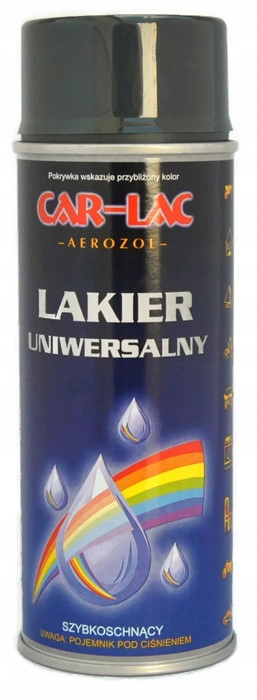 Pokrywka wskazuje przybliżony kolor
CAR-LAC
-AEROZOL-
LAKIER
UNIWERSALNY
SZYBKOSCHNĄCY
UWAGA: POJEMNIK POD CIŚNIENIEM